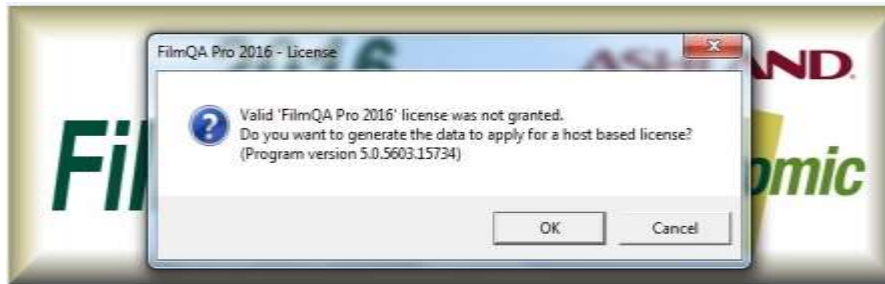 FilmQA Pro 2016 - License
Valid 'FilmQA Pro 2016' license was not granted.
Do you want to generate the data to apply for a host based license?
(Program version 5.0.5603.15734)
OK
Cancel